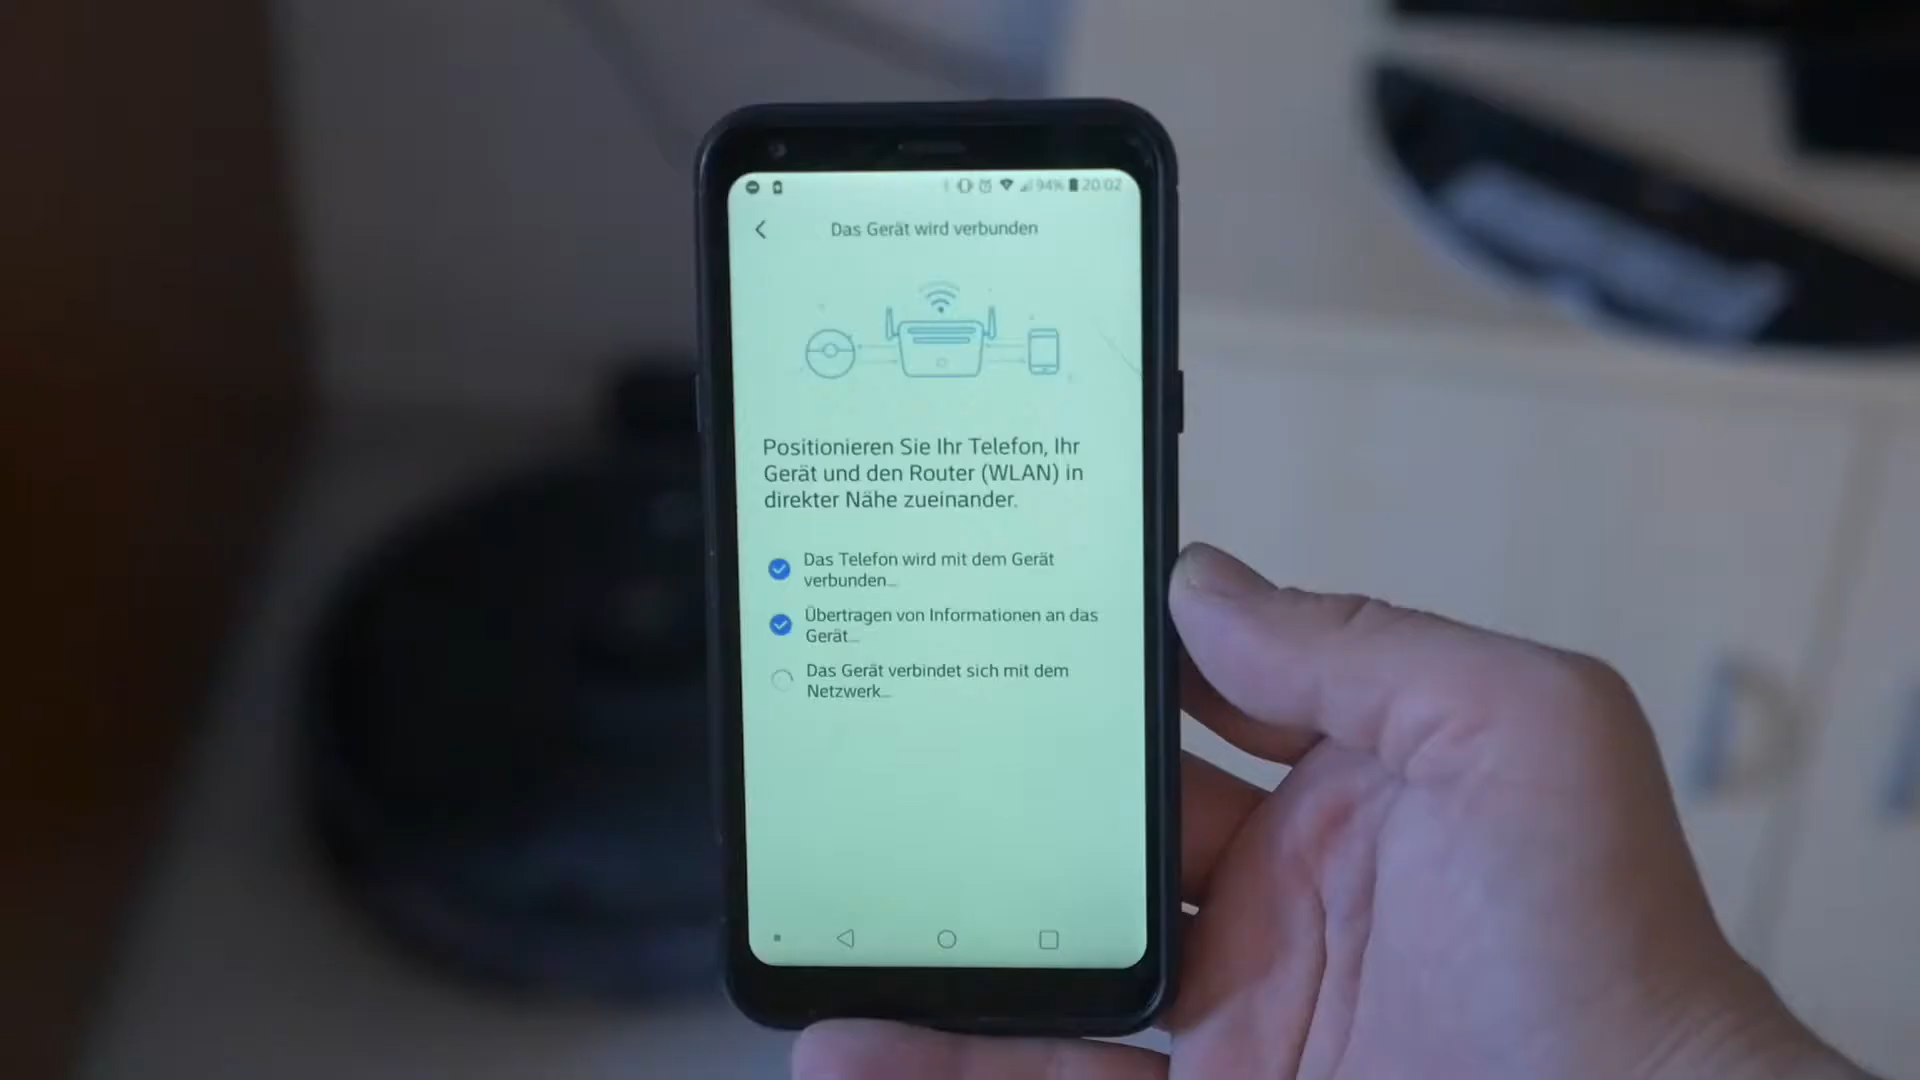 94% 20:02
Das Gerät wird verbunden
Positionieren Sie Ihr Telefon, Ihr
Gerät und den Router (WLAN) in
direkter Nähe zueinander.
Das Telefon wird mit dem Gerät
verbunden...
Übertragen von Informationen an das
Gerät...
Das Gerät verbindet sich mit dem
Netzwerk...